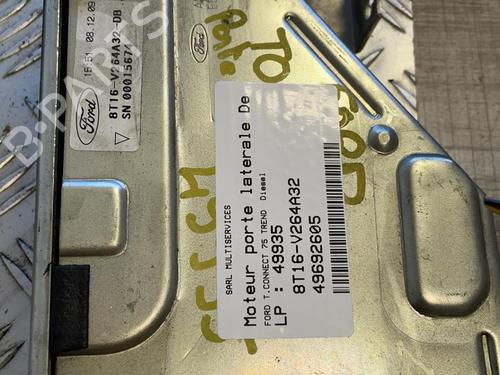 15:51 08.12.09
Ford
8T16-V264A32-DB
SN 00015674
Ford
SARL MULTISERVICES
Moteur porte laterale De
FORD T.CONNECT 75 TREND Diesel
LP : 49935
8T16-V264A32
49692605
B-PARTS